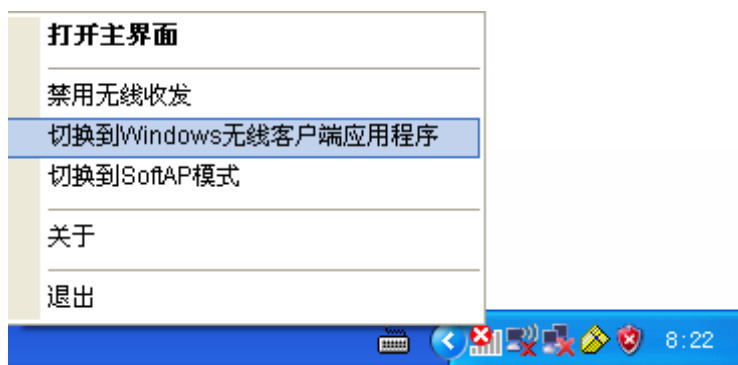 打开主界面
禁用无线收发
切换到Windows无线客户端应用程序
切换到SoftAP模式
关于
退出
8:22